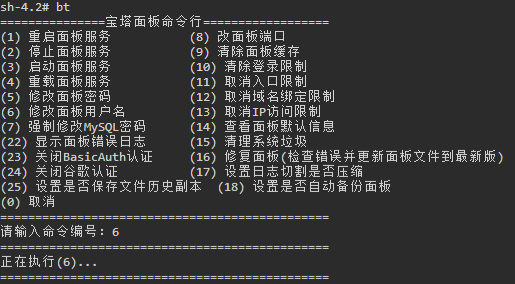 sh-4.2# bt
===============宝塔面板命令行==================
(1) 重启面板服务 (8) 改面板端口
(2) 停止面板服务 (9) 清除面板缓存
(3) 启动面板服务 (10) 清除登录限制
(4) 重载面板服务 (11) 取消入口限制
(5) 修改面板密码 (12) 取消域名绑定限制
(6) 修改面板用户名 (13) 取消IP访问限制
(7) 强制修改MySQL密码 (14) 查看面板默认信息
(22) 显示面板错误日志 (15) 清理系统垃圾
(23) 关闭BasicAuth认证 (16) 修复面板(检查错误并更新面板文件到最新版)
(24) 关闭谷歌认证 (17) 设置日志切割是否压缩
(25) 设置是否保存文件历史副本 (18) 设置是否自动备份面板
(0) 取消
===============================================
请输入命令编号：6
===============================================
正在执行(6)...
===============================================